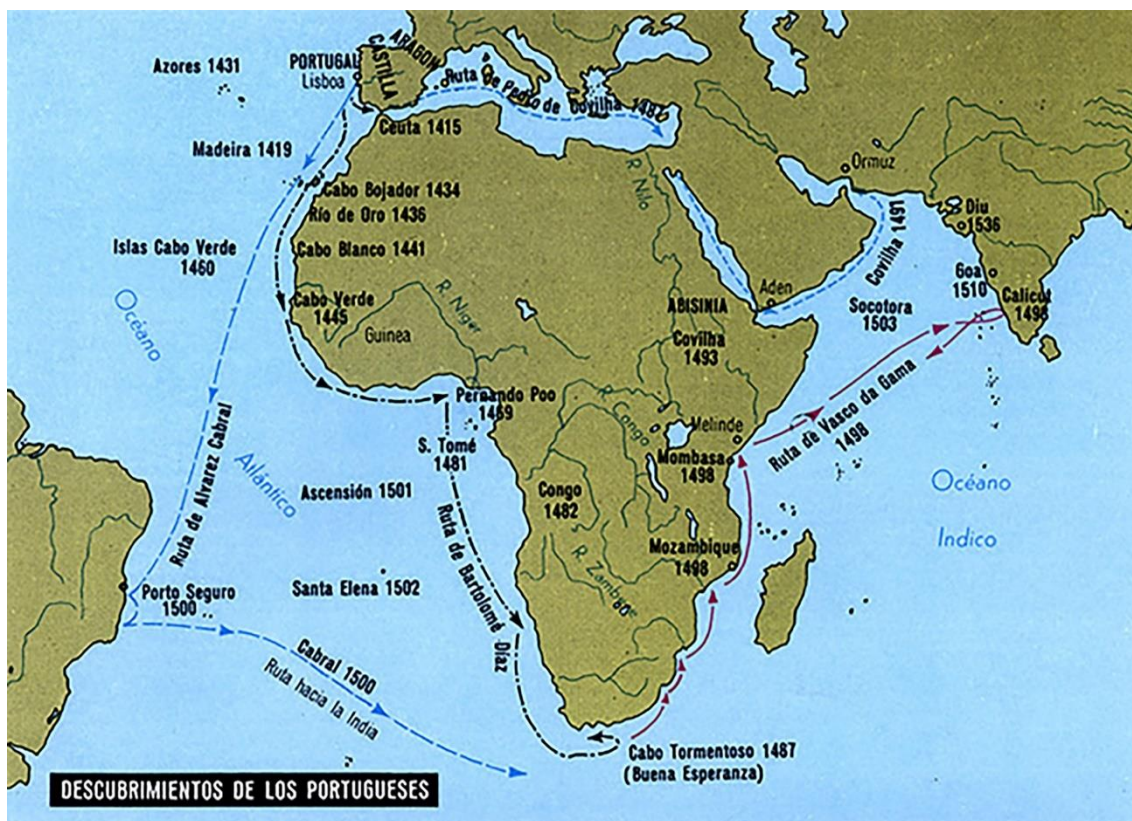 Azores 1431
PORTUGAL
Lisboa
CASTILLA
ARAGON
Ruta de Pedro de Covilha 1487
Ceuta 1415
Madeira 1419
Cabo Bojador 1434
Río de Oro 1436
Islas Cabo Verde
1460
Cabo Blanco 1441
Cabo Verde
1445
Guinea
R. Niger
R. Nilo
Ormuz
Diu
1536
Covilha 1491
Goa
1510
Calicut
1498
Aden
Socotora
1503
ABISINIA
Covilha
1493
Océano
Atlántico
Ruta de Alvarez Cabral
Pernando Poo
1469
S. Tomé
1481
R. Congo
Melinde
Mombasa
1498
Ruta de Vasco da Gama
1498
Océano
Indico
Ascensión 1501
Congo
1482
Mozambique
1498
R. Zambeze
Ruta de Bartolomé Díaz
Santa Elena 1502
Porto Seguro
1500
Cabral 1500
Ruta hacia la India
Cabo Tormentoso 1487
(Buena Esperanza)
DESCUBRIMIENTOS DE LOS PORTUGUESES